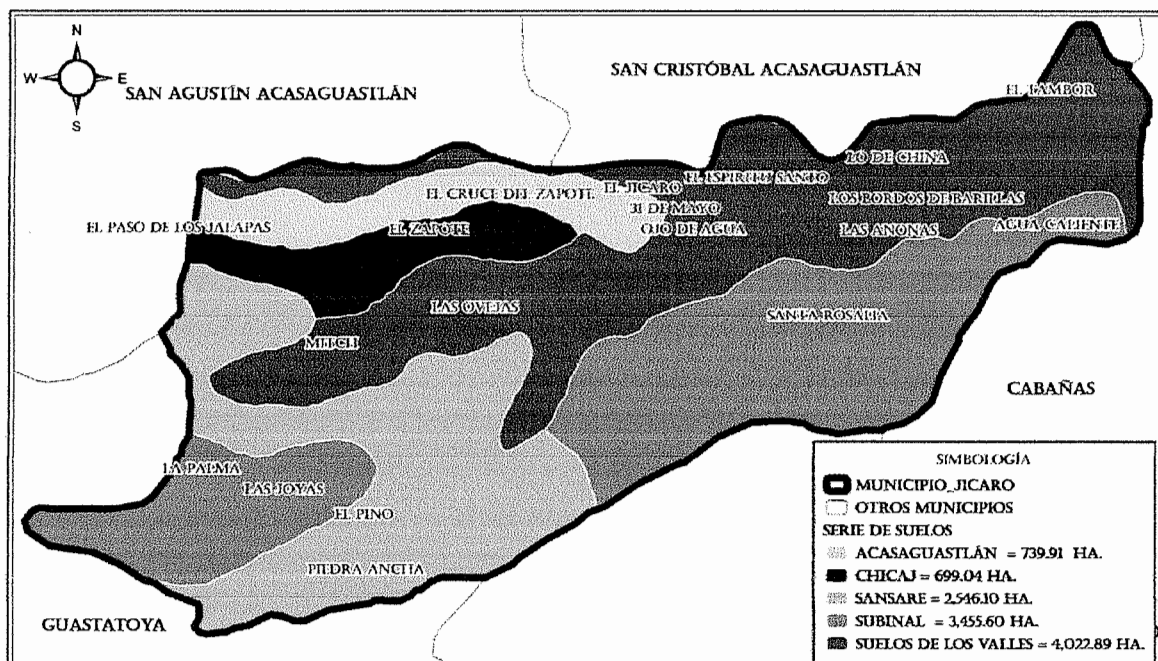 N
W E
S
SAN AGUSTÍN ACASAGUASTLÁN
SAN CRISTÓBAL ACASAGUASTLÁN
EL TAMBOR
LO DE CHINA
EL ESPIRITU SANTO
EL JICARO
EL CRUCE DEL ZAPOTE
31 DE MAYO
LOS BORDOS DE BARILLAS
EL PASO DE LOS JALAPAS
EL ZAPOTE
OJO DE AGUA
LAS ANONAS
AGUA CALIENTE
LAS OVEJAS
SANTA ROSALIA
MITCH
CABAÑAS
LA PALMA
LAS JOYAS
EL PINO
PIEDRA ANCHA
GUASTATOYA
SIMBOLOGÍA
MUNICIPIO_JICARO
OTROS MUNICIPIOS
SERIE DE SUELOS
ACASAGUASTLÁN = 739.91 HA.
CHICAJ = 699.04 HA.
SANSARE = 2,546.10 HA.
SUBINAL = 3,455.60 HA.
SUELOS DE LOS VALLES = 4,022.89 HA.